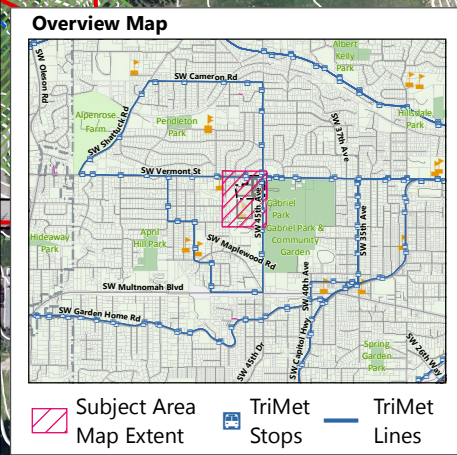 Overview Map
SW Oleson Rd
Albert
Kelly
Park
SW Cameron Rd
Alpenrose
Farm
Pendleton
Park
SW Shattuck Rd
SW 37th Ave
Hillsdale
Park
SW Vermont St
SW 45th Ave
Gabriel
Park
Gabriel Park &
Community
Garden
SW 35th Ave
Hideaway
Park
April
Hill Park
SW Maplewood Rd
SW Multnomah Blvd
SW 40th Ave
SW Garden Home Rd
SW 45th Dr
SW Capitol Hwy
Spring
Garden
Park
SW 26th Way
Subject Area
Map Extent
TriMet
Stops
TriMet
Lines